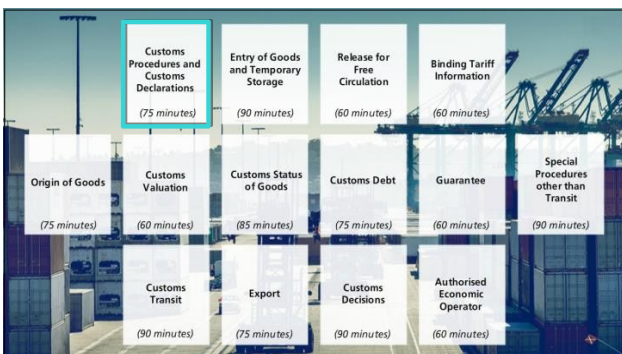 Customs
Procedures and
Customs
Declarations
(75 minutes)
Entry of Goods
and Temporary
Storage
(90 minutes)
Release for
Free
Circulation
(60 minutes)
Binding Tariff
Information
(60 minutes)
Origin of Goods
(75 minutes)
Customs
Valuation
(60 minutes)
Customs Status
of Goods
(85 minutes)
Customs Debt
(75 minutes)
Guarantee
(60 minutes)
Special
Procedures
other than
Transit
(90 minutes)
Customs
Transit
(90 minutes)
Export
(75 minutes)
Customs
Decisions
(90 minutes)
Authorised
Economic
Operator
(60 minutes)